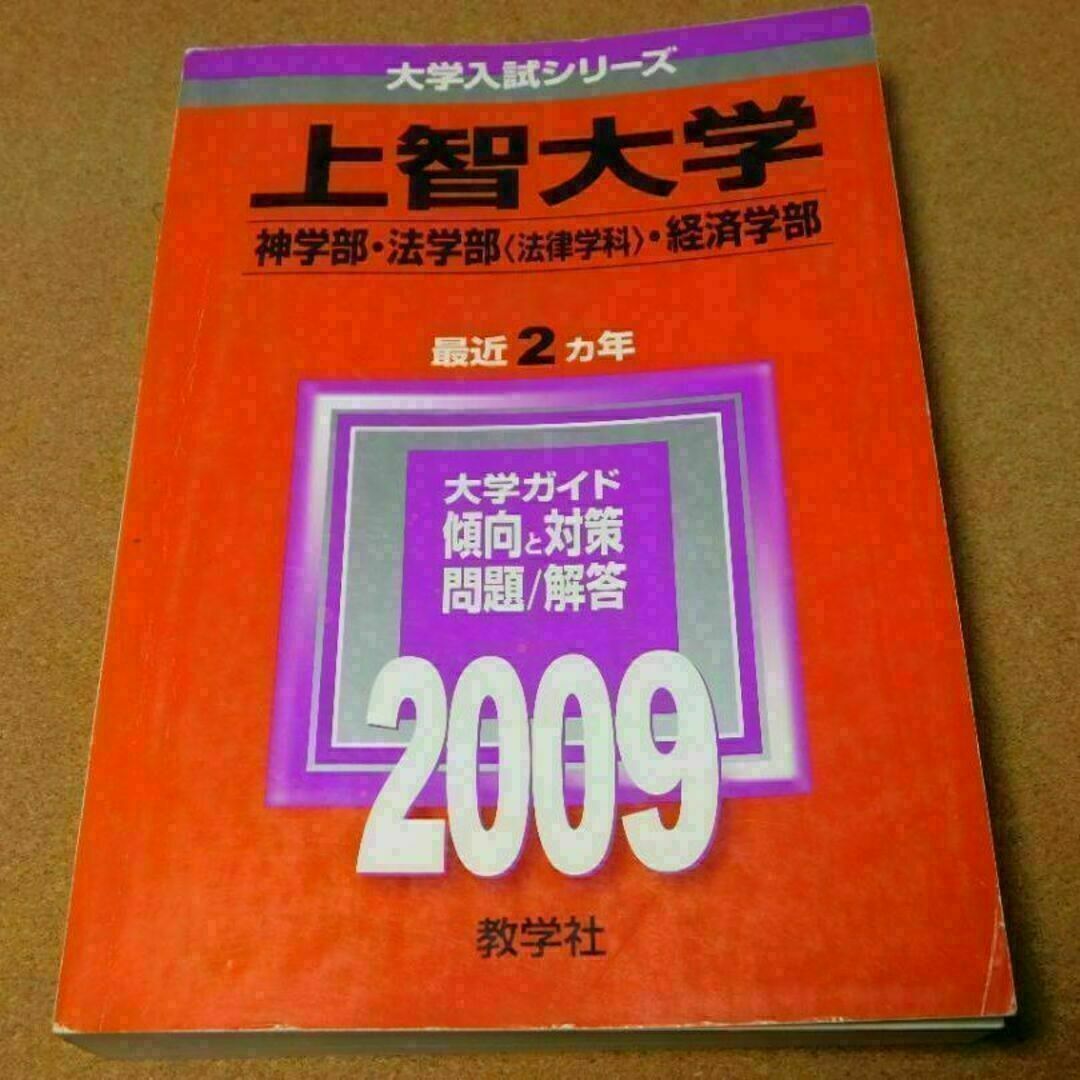 大学入試シリーズ
上智大学
神学部・法学部〈法律学科〉・経済学部
最近2ヵ年
大学ガイド
傾向と対策
問題/解答
2009
教学社